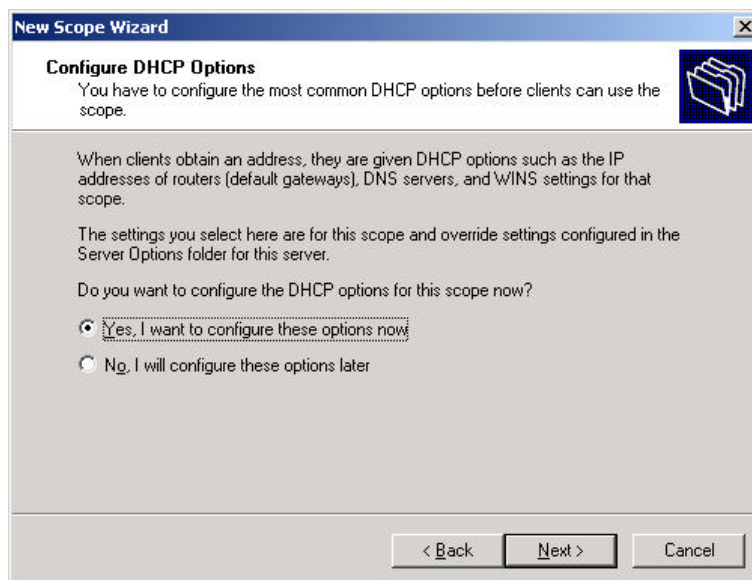 New Scope Wizard
Configure DHCP Options
You have to configure the most common DHCP options before clients can use the
scope.
When clients obtain an address, they are given DHCP options such as the IP
addresses of routers (default gateways), DNS servers, and WINS settings for that
scope.
The settings you select here are for this scope and override settings configured in the
Server Options folder for this server.
Do you want to configure the DHCP options for this scope now?
Yes, I want to configure these options now
No, I will configure these options later
< Back
Next >
Cancel